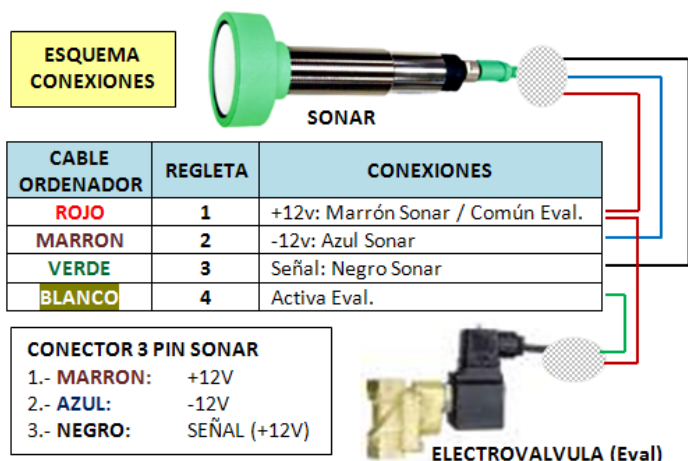 ESQUEMA
CONEXIONES
SONAR
CABLE
ORDENADOR
REGLETA
CONEXIONES
ROJO
1
+12v: Marrón Sonar / Común Eval.
MARRON
2
-12v: Azul Sonar
VERDE
3
Señal: Negro Sonar
BLANCO
4
Activa Eval.
CONECTOR 3 PIN SONAR
1.- MARRON: +12V
2.- AZUL: -12V
3.- NEGRO: SEÑAL (+12V)
ELECTROVALVULA (Eval)